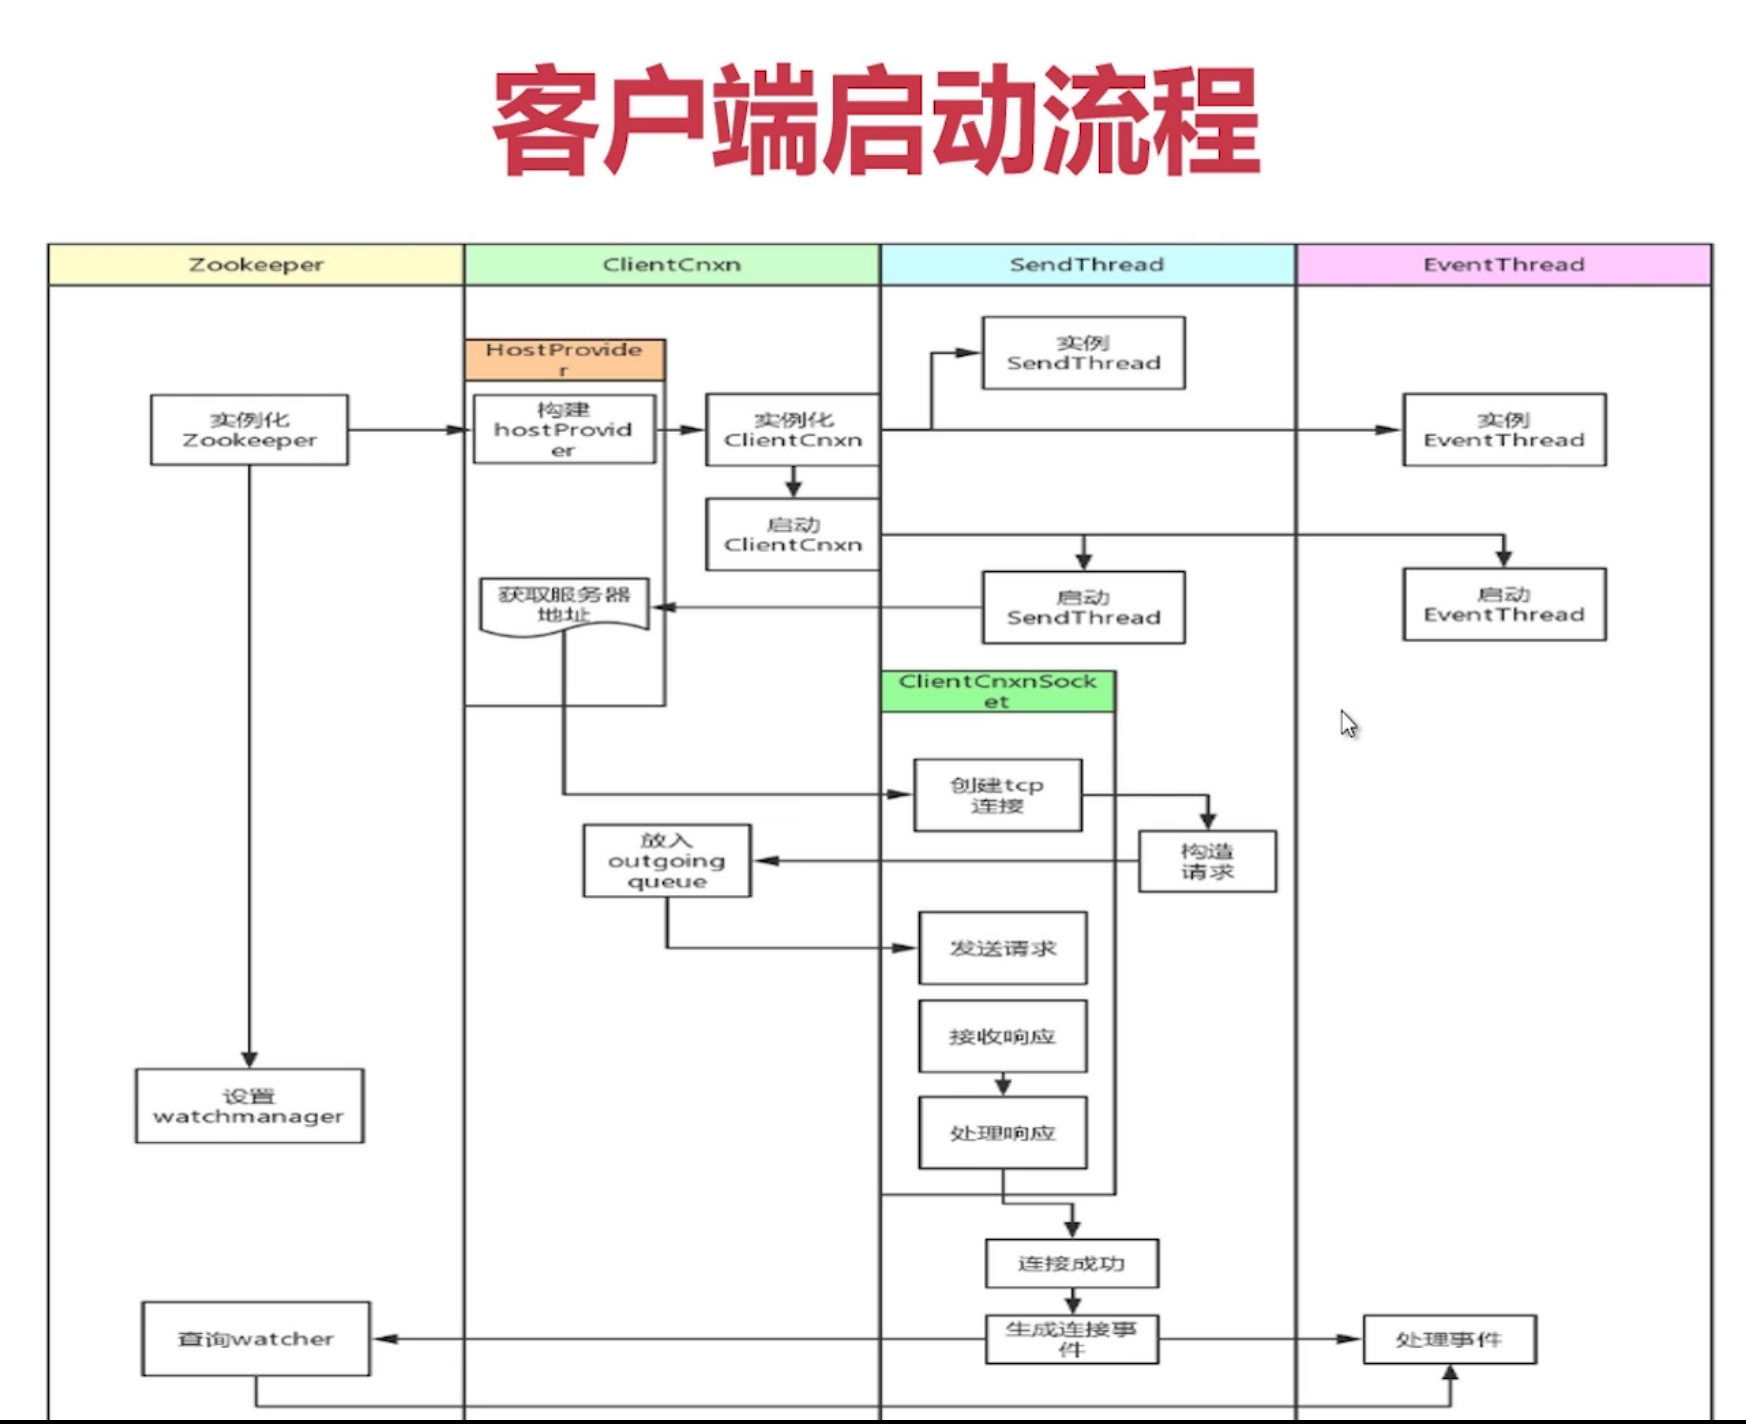 客户端启动流程
Zookeeper
ClientCnxn
SendThread
EventThread
实例
SendThread
HostProvide
r
实例化
Zookeeper
构建
hostProvid
er
实例化
ClientCnxn
实例
EventThread
启动
ClientCnxn
获取服务器
地址
启动
SendThread
启动
EventThread
ClientCnxnSock
et
创建tcp
连接
放入
outgoing
queue
构造
请求
发送请求
接收响应
设置
watchmanager
处理响应
连接成功
查询watcher
生成连接事
件
处理事件